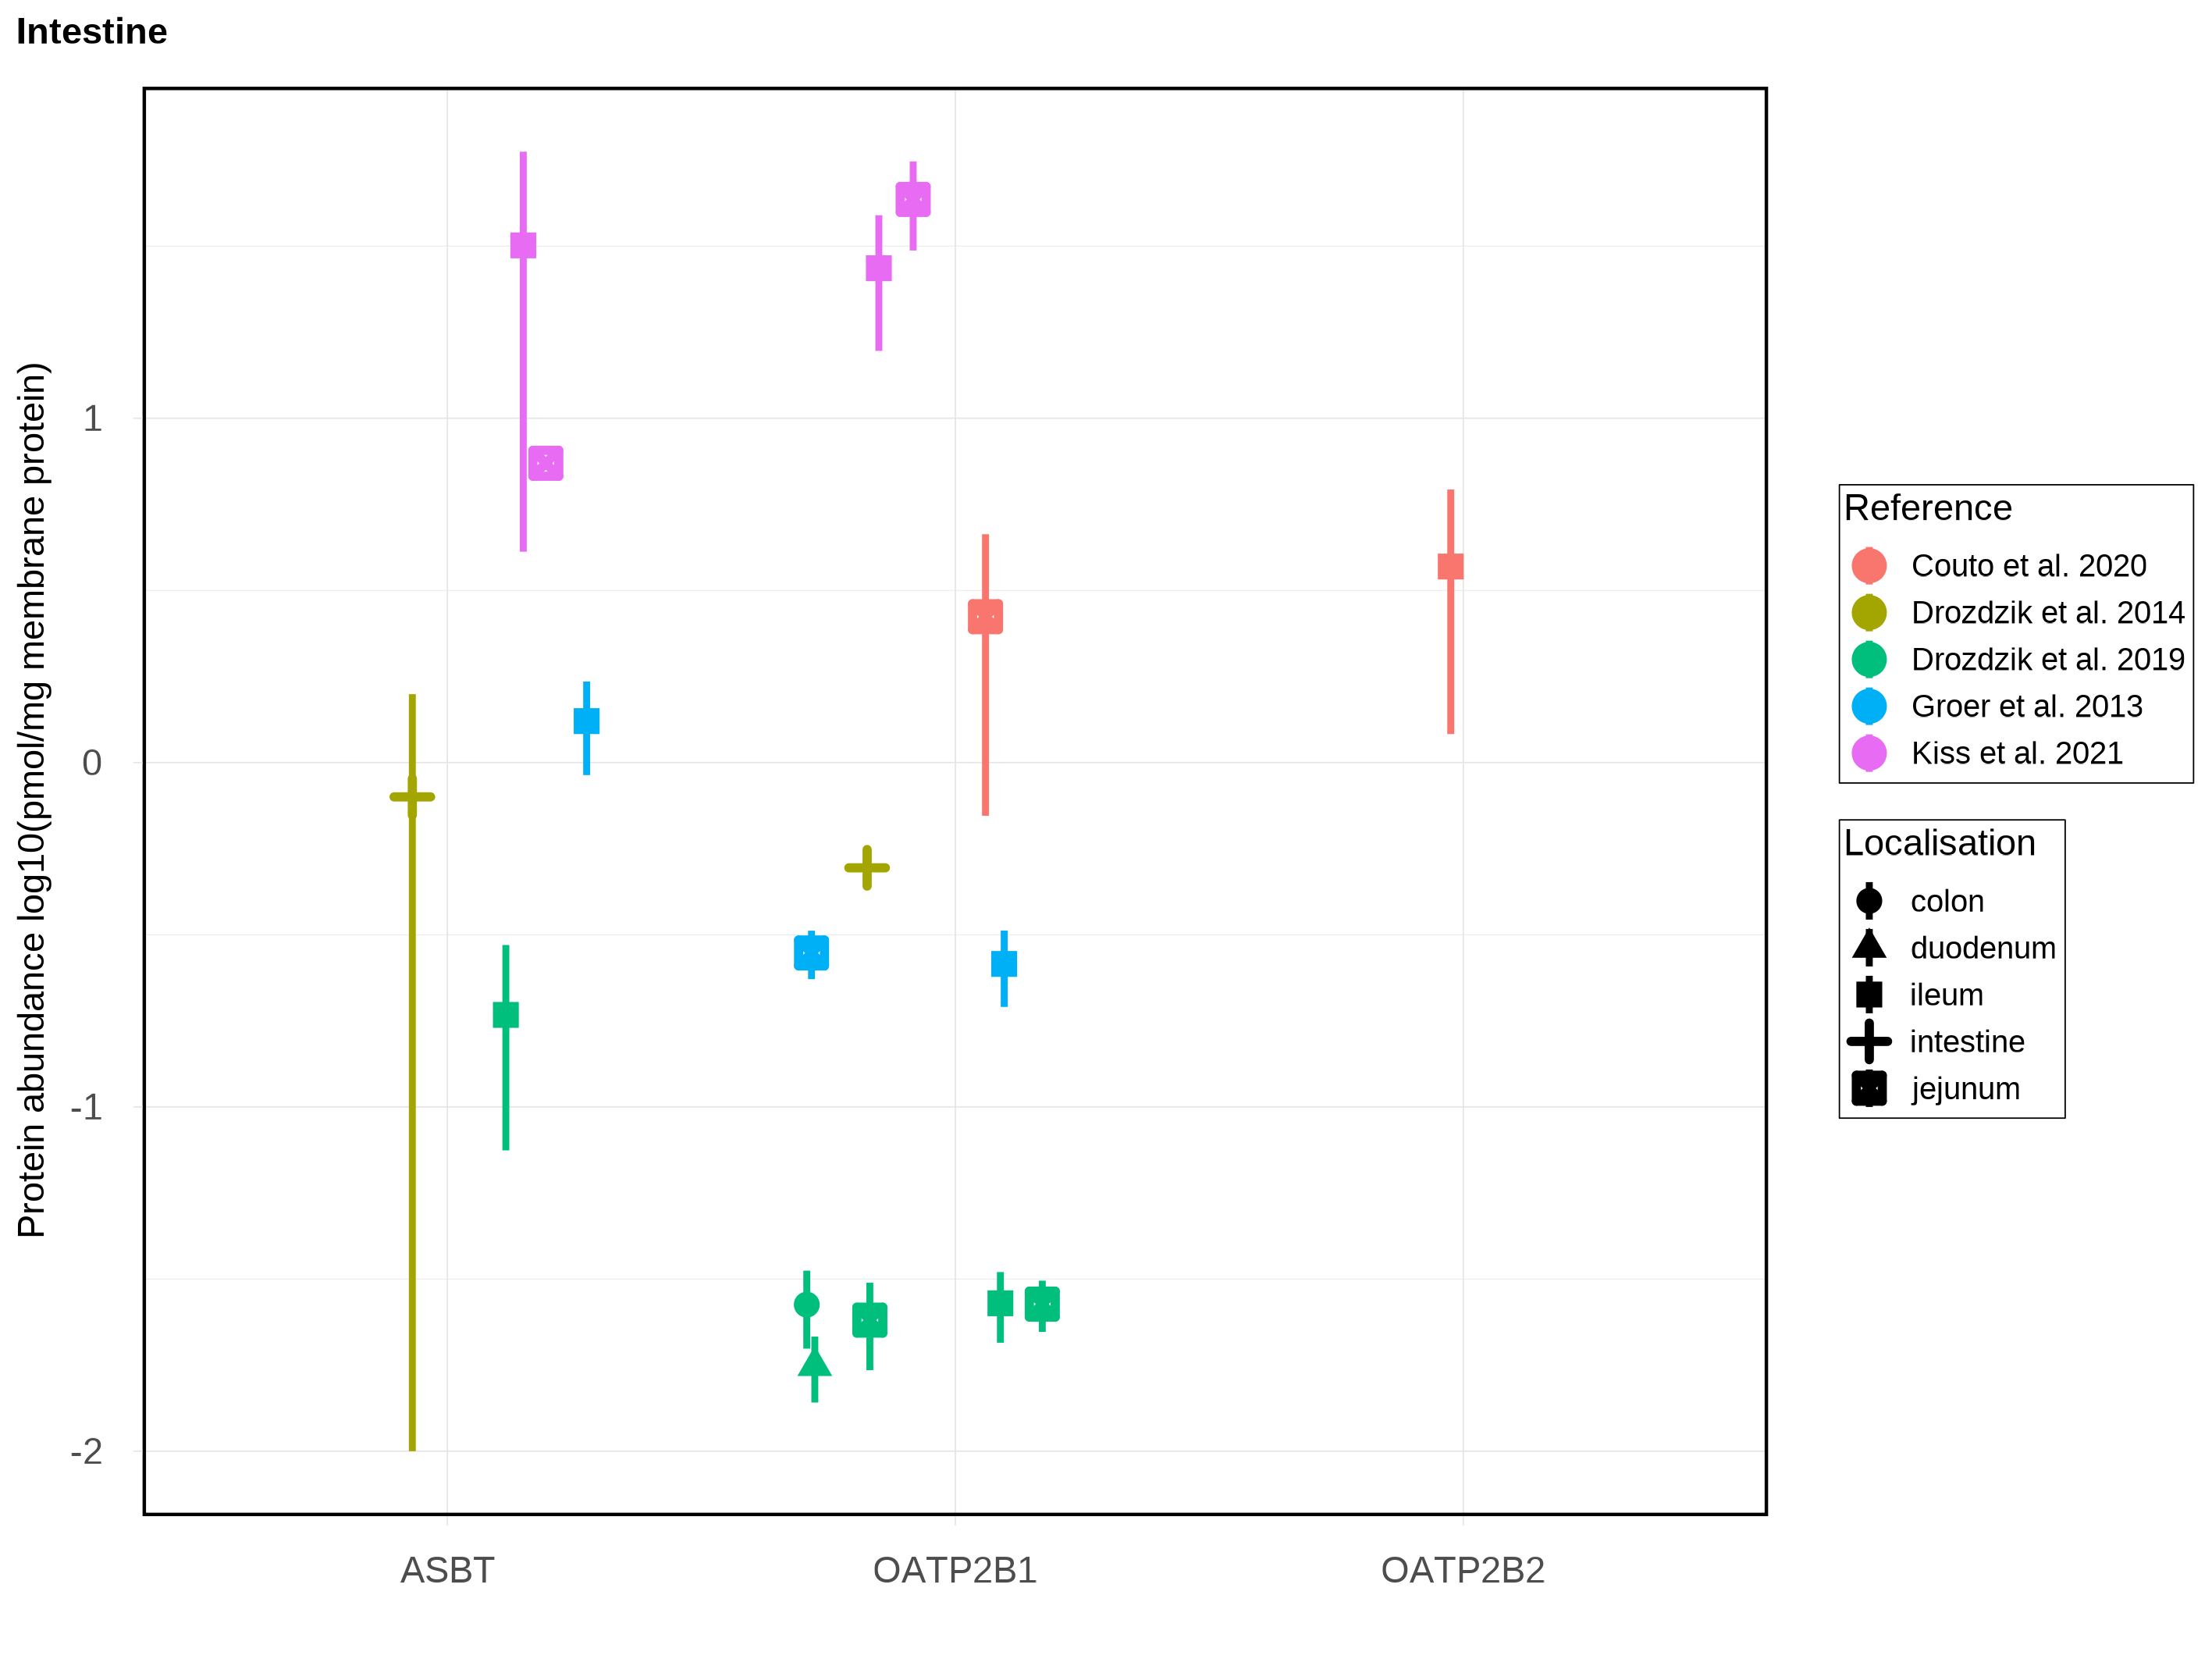 Intestine
Protein abundance log10(pmol/mg membrane protein)
1
0
-1
-2
ASBT
OATP2B1
OATP2B2
Reference
Couto et al. 2020
Drozdzik et al. 2014
Drozdzik et al. 2019
Groer et al. 2013
Kiss et al. 2021
Localisation
colon
duodenum
ileum
intestine
jejunum